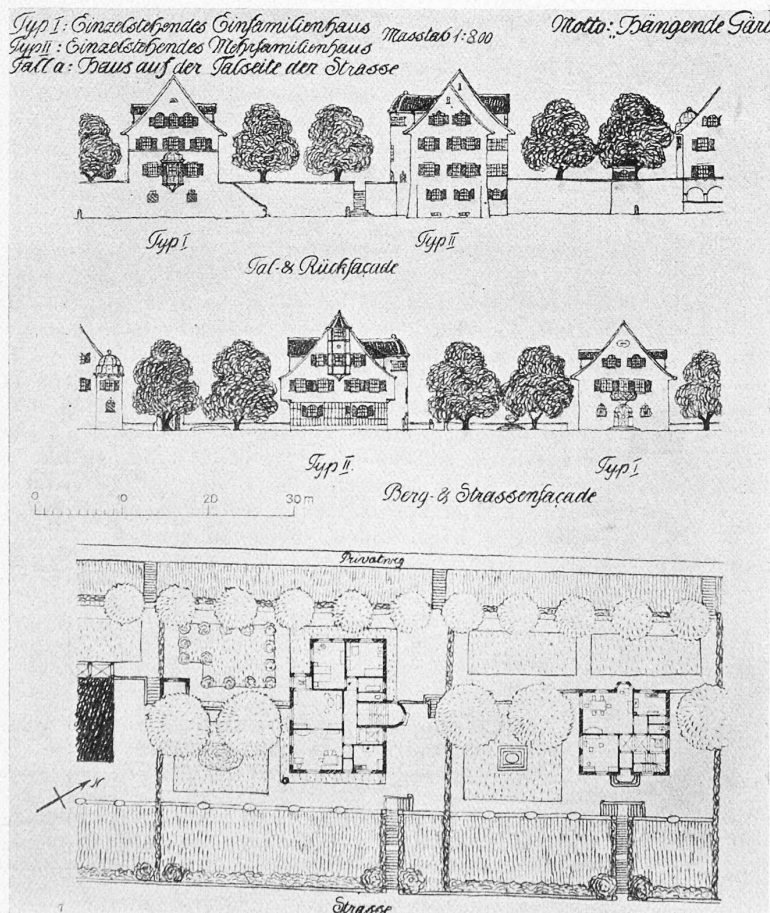 Typ I: Einzelstehendes Einfamilienhaus
Typ II: Einzelstehendes Mehrfamilienhaus
Masstab 1:800
Motto: „Hängende Gärt
Fall a: Haus auf der Talseite der Strasse
Typ I
Typ II
Tal- & Rückfaçade
Typ II.
Typ I
0 10 20 30 m
Berg- & Strassenfaçade
Privatweg
N
Strasse